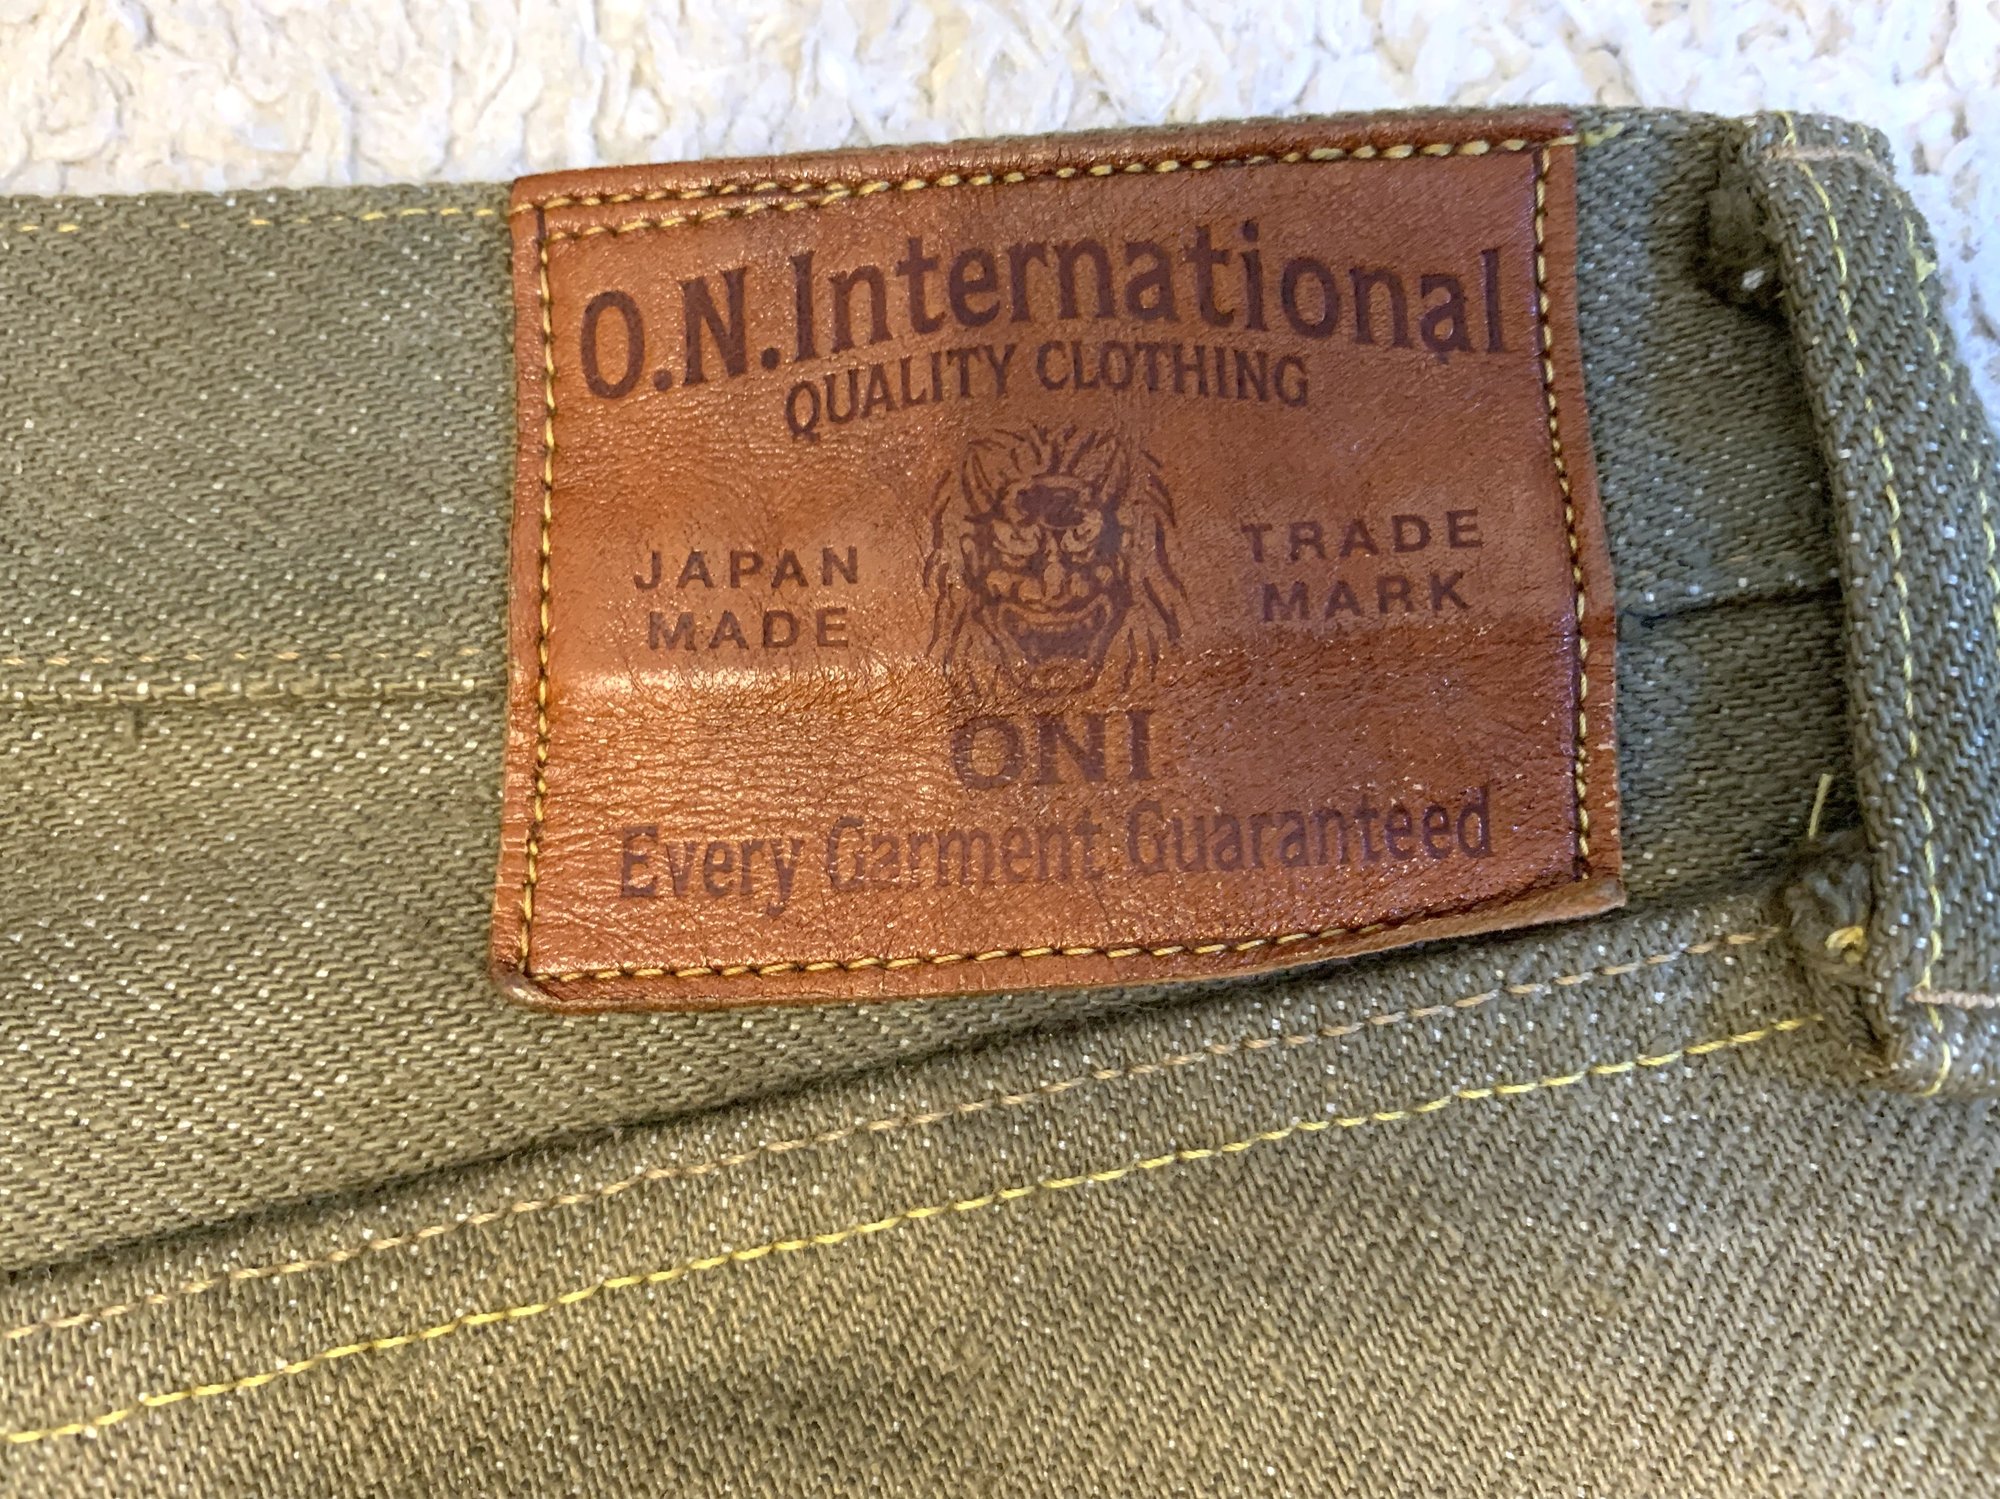 O.N.International
QUALITY CLOTHING
JAPAN
MADE
TRADE
MARK
ONI
Every Garment Guaranteed